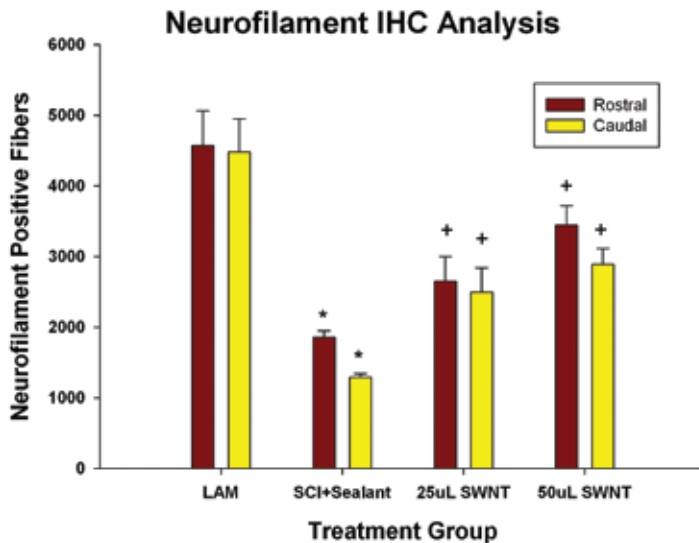 Neurofilament IHC Analysis
6000
5000
4000
3000
2000
1000
0
Neurofilament Positive Fibers
Rostral
Caudal
*
*
+
+
+
+
LAM SCI+Sealant 25uL SWNT 50uL SWNT
Treatment Group